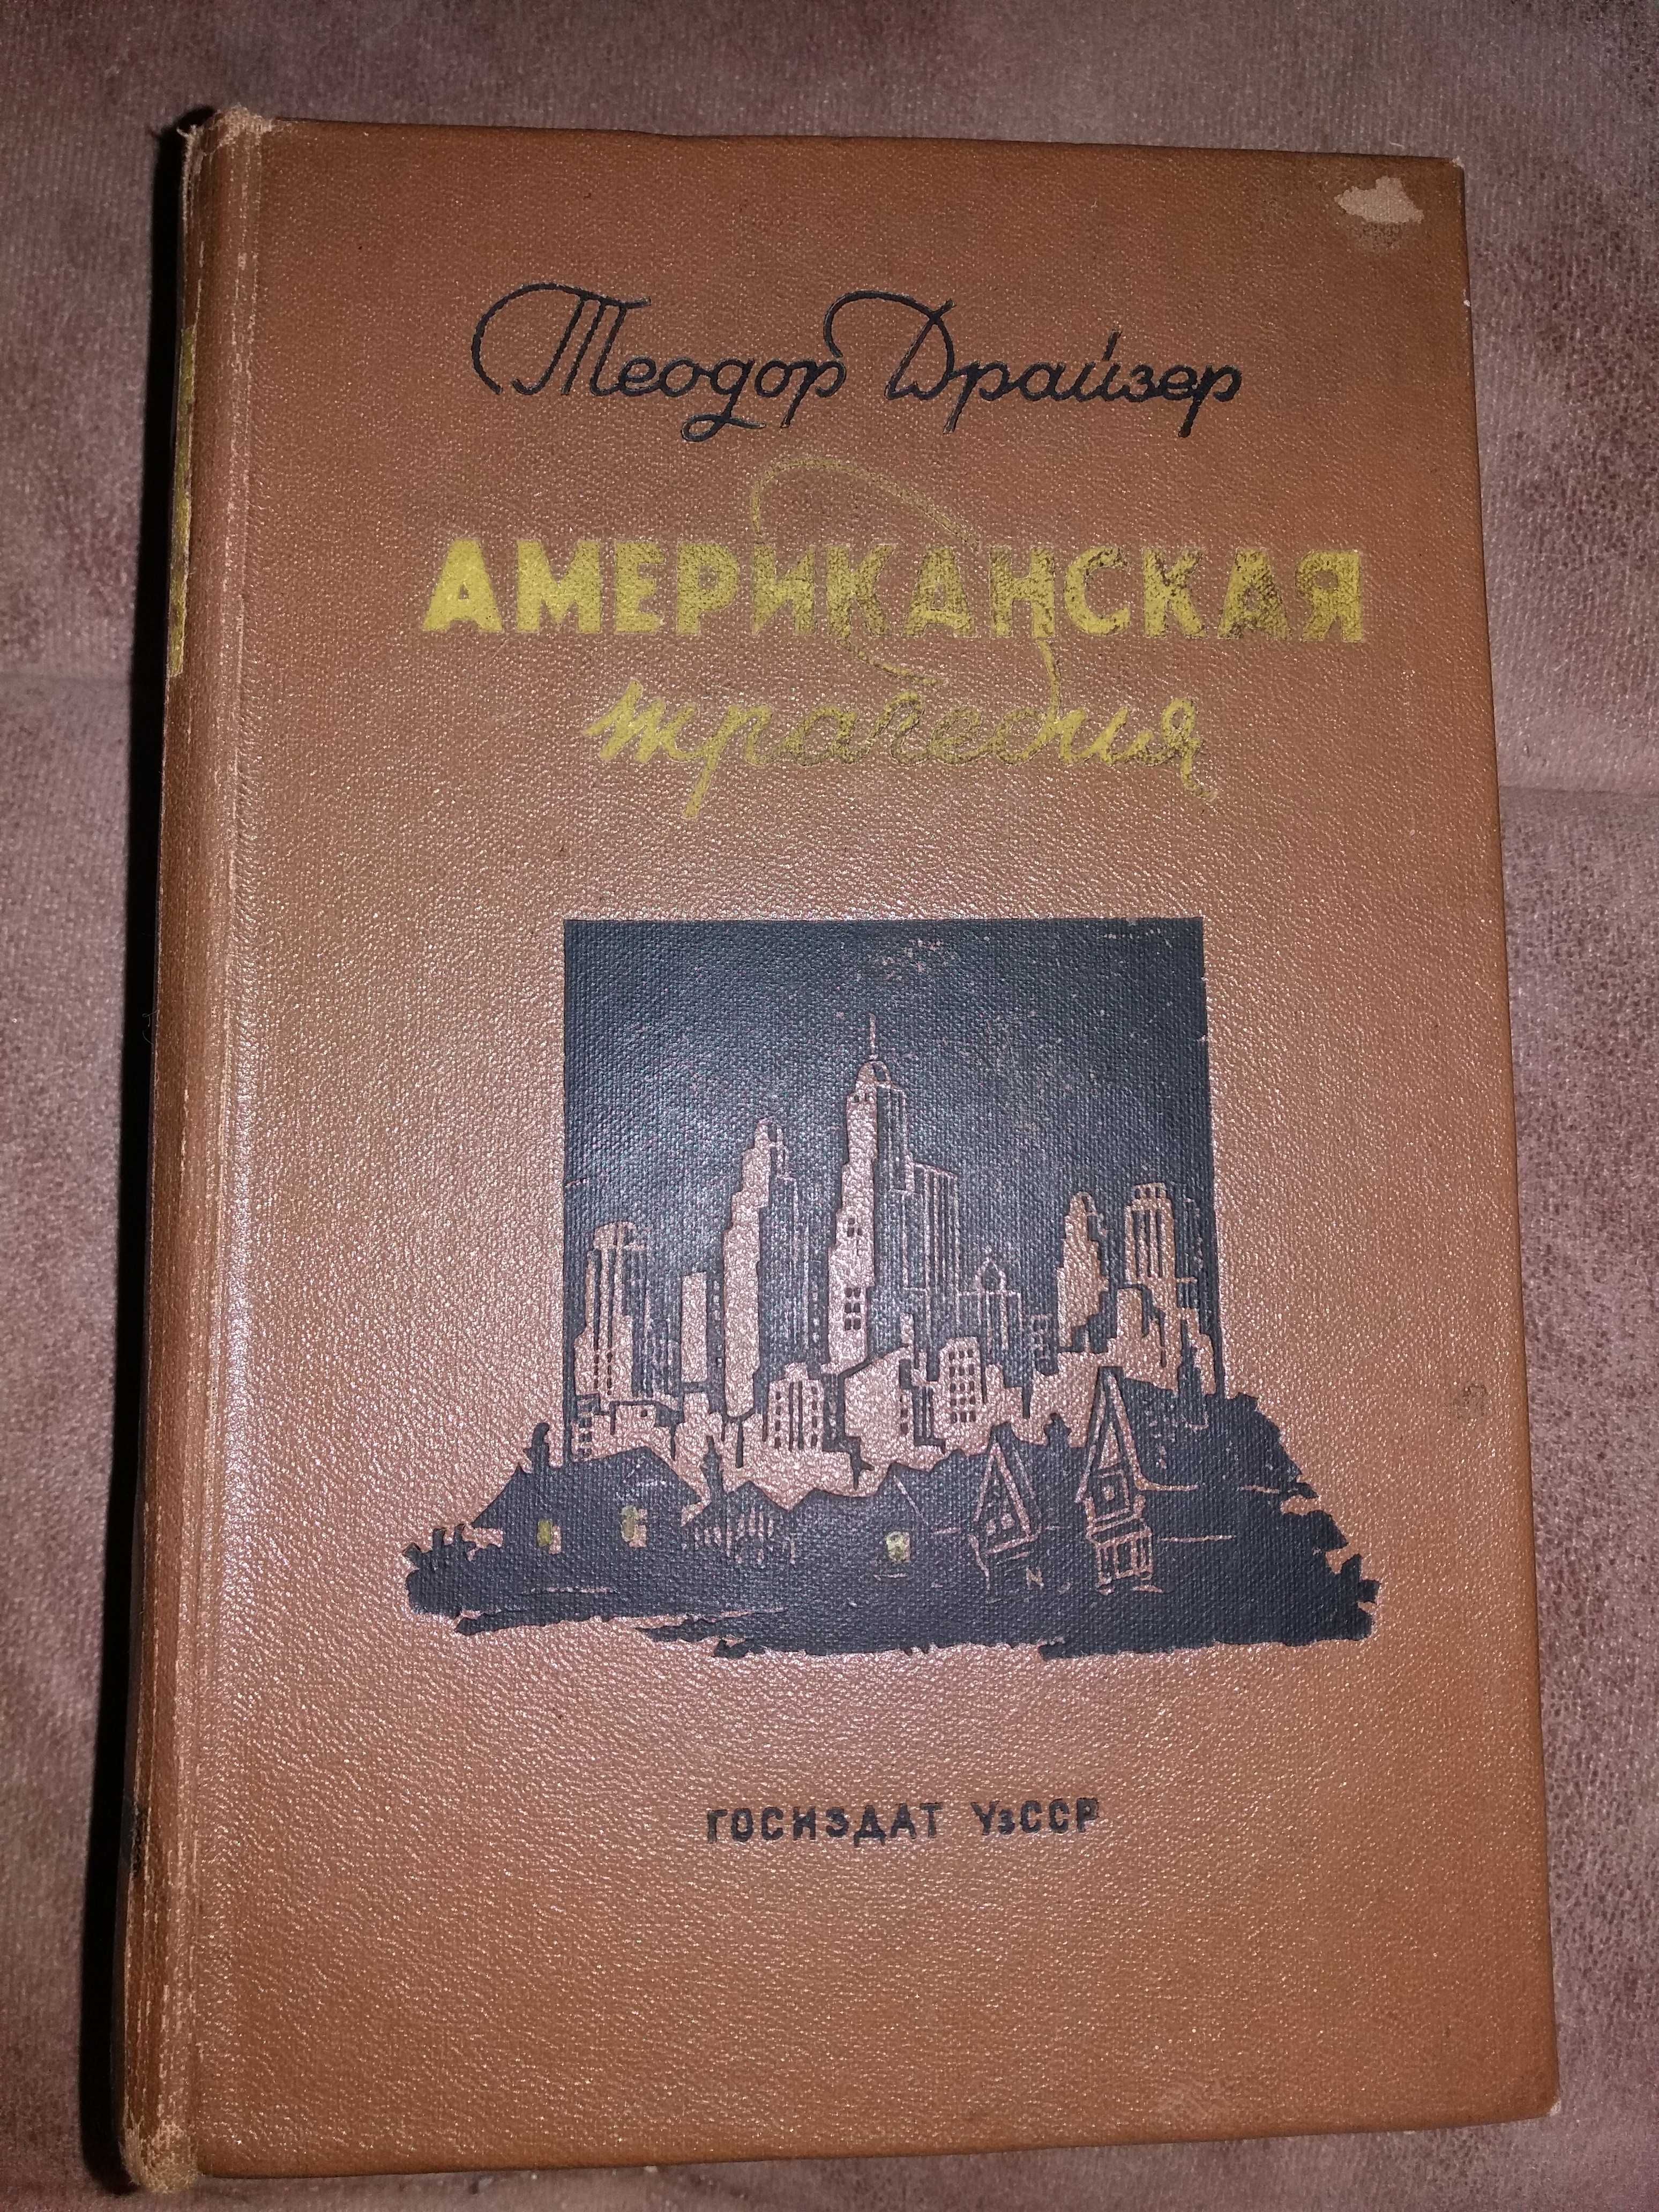 Теодор Драйзер
АМЕРИКАНСКАЯ
трагедия
ГОСИЗДАТ УзССР